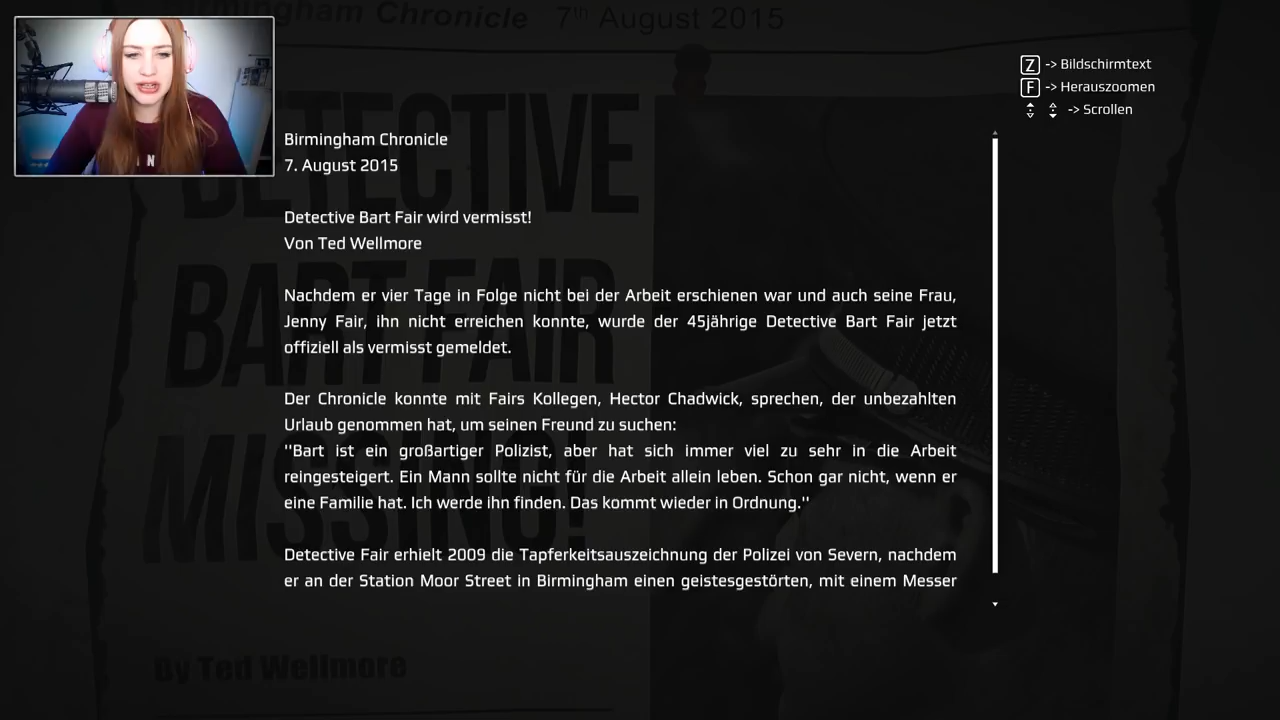 Birmingham Chronicle 7th August 2015
Z -> Bildschirmtext
F -> Herauszoomen
-> Scrollen
DETECTIVE
BART FAIR
MISSING!
By Ted Wellmore
Birmingham Chronicle
7. August 2015
Detective Bart Fair wird vermisst!
Von Ted Wellmore
Nachdem er vier Tage in Folge nicht bei der Arbeit erschienen war und auch seine Frau,
Jenny Fair, ihn nicht erreichen konnte, wurde der 45jährige Detective Bart Fair jetzt
offiziell als vermisst gemeldet.
Der Chronicle konnte mit Fairs Kollegen, Hector Chadwick, sprechen, der unbezahlten
Urlaub genommen hat, um seinen Freund zu suchen:
''Bart ist ein großartiger Polizist, aber hat sich immer viel zu sehr in die Arbeit
reingesteigert. Ein Mann sollte nicht für die Arbeit allein leben. Schon gar nicht, wenn er
eine Familie hat. Ich werde ihn finden. Das kommt wieder in Ordnung.''
Detective Fair erhielt 2009 die Tapferkeitsauszeichnung der Polizei von Severn, nachdem
er an der Station Moor Street in Birmingham einen geistesgestörten, mit einem Messer